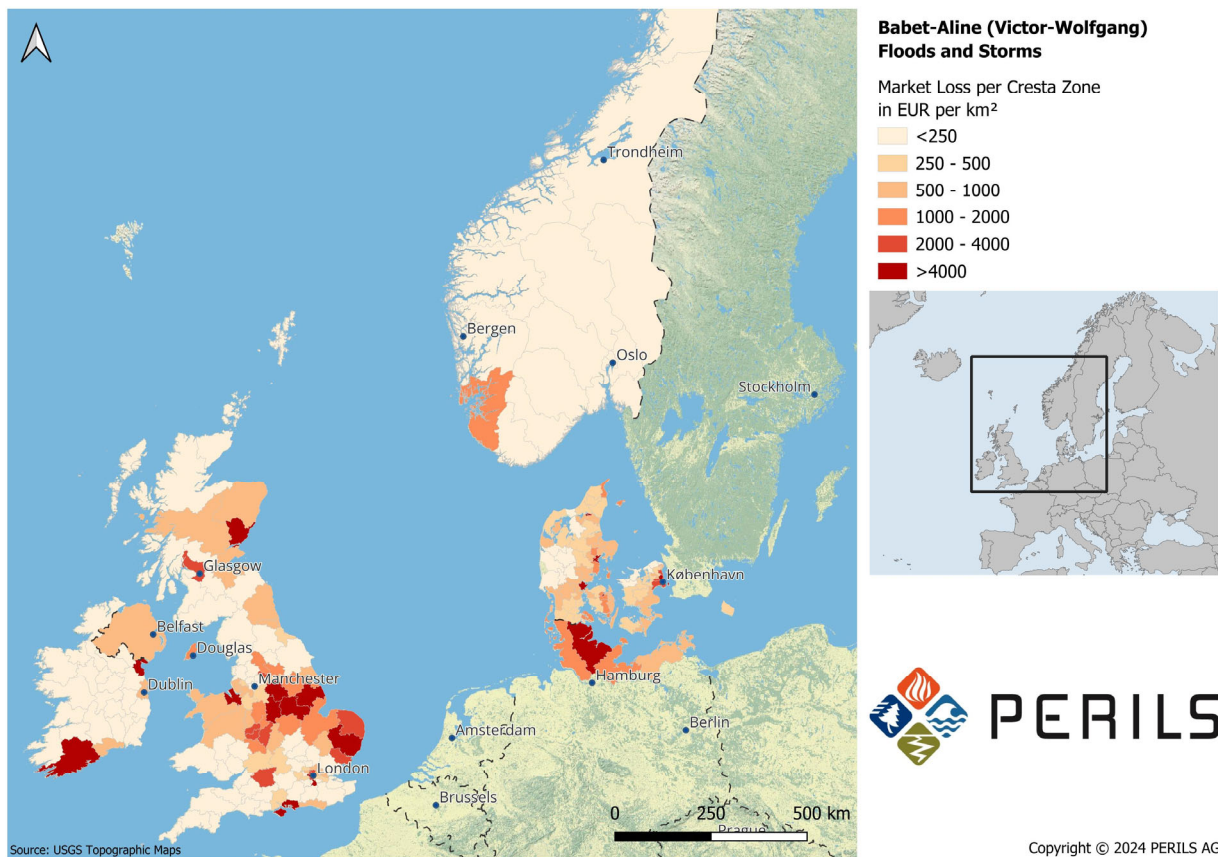 Babet-Aline (Victor-Wolfgang)
Floods and Storms
Market Loss per Cresta Zone
in EUR per km²
<250
250 - 500
500 - 1000
1000 - 2000
2000 - 4000
>4000
Trondheim
Bergen
Oslo
Stockholm
Glasgow
København
Belfast
Douglas
Dublin
Manchester
Hamburg
Amsterdam
Berlin
London
Brussels
0 250 500 km
Prague
PERILS
Source: USGS Topographic Maps
Copyright © 2024 PERILS AG